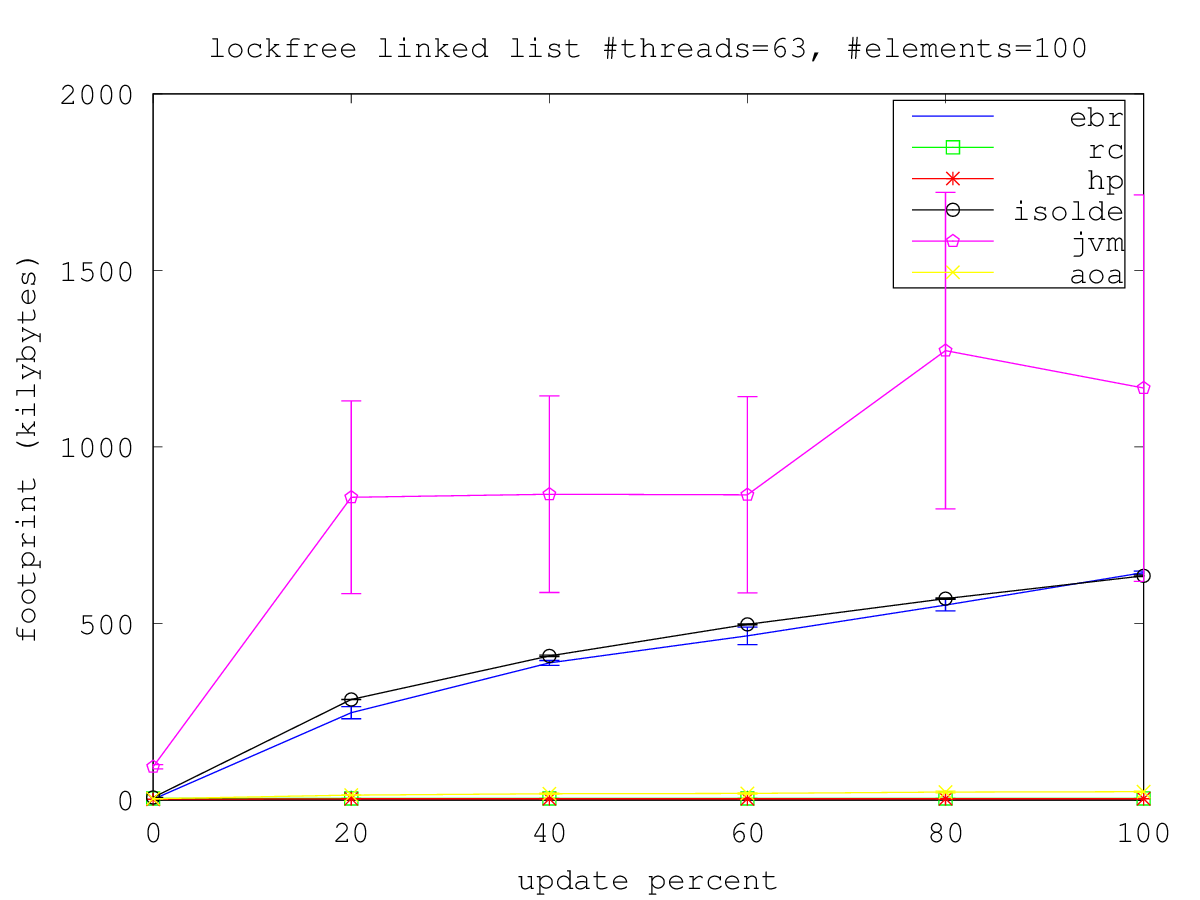 lockfree linked list #threads=63, #elements=100
footprint (kilybytes)
2000
1500
1000
500
0
ebr
rc
hp
isolde
jvm
aoa
0 20 40 60 80 100
update percent